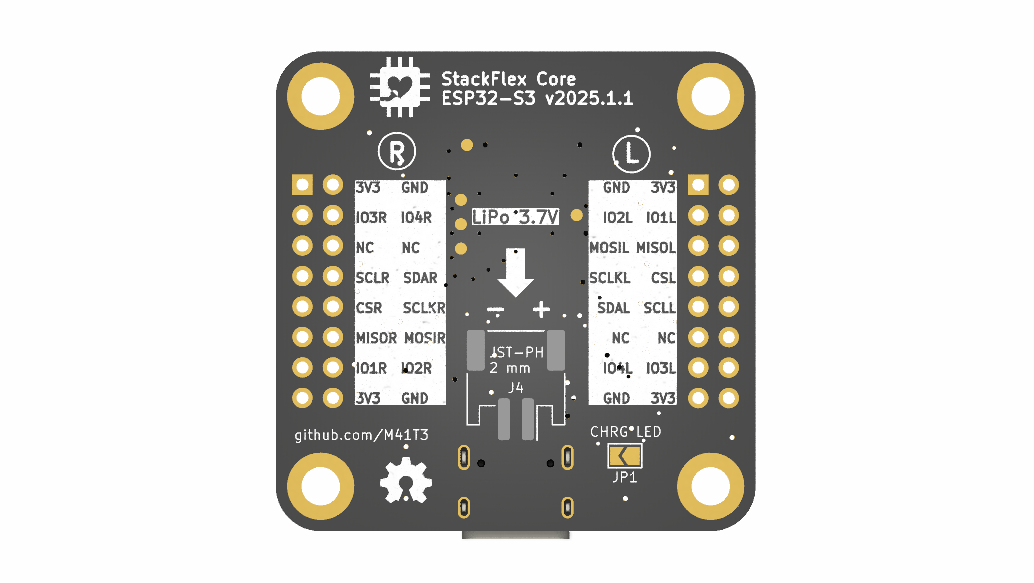 StackFlex Core
ESP32-S3 v2025.1.1
R
L
3V3 GND
IO3R IO4R
NC NC
SCLR SDAR
CSR SCLKR
MISOR MOSIR
IO1R IO2R
3V3 GND
LiPo 3.7V
- +
JST-PH
2 mm
J4
GND 3V3
IO2L IO1L
MOSIL MISOL
SCLKL CSL
SDAL SCLL
NC NC
IO4L IO3L
GND 3V3
github.com/M41T3
CHRG LED
JP1